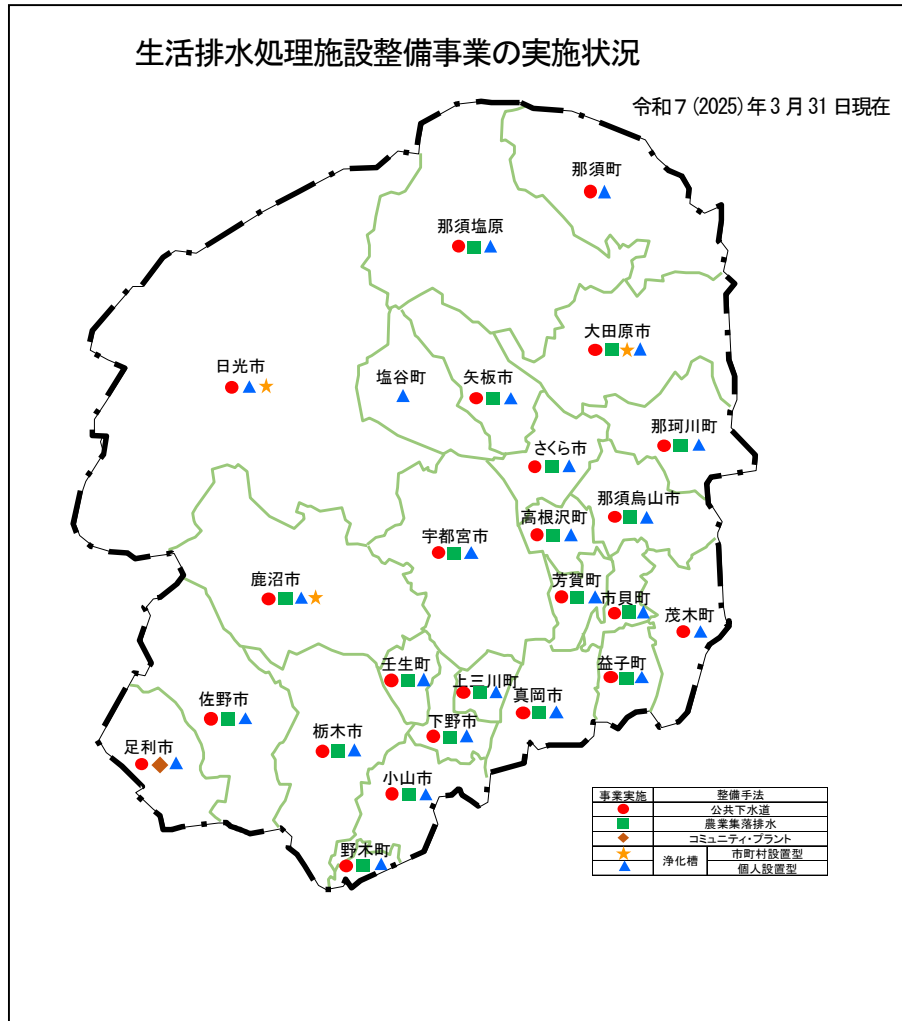 生活排水処理施設整備事業の実施状況
令和７(2025)年3月31日現在
那須町
那須塩原
大田原市
日光市
塩谷町
矢板市
那珂川町
さくら市
那須烏山市
高根沢町
宇都宮市
鹿沼市
芳賀町
市貝町
茂木町
壬生町
上三川町
益子町
佐野市
真岡市
栃木市
下野市
足利市
小山市
野木町
事業実施 整備手法
公共下水道
農業集落排水
コミュニティ・プラント
浄化槽 市町村設置型
個人設置型